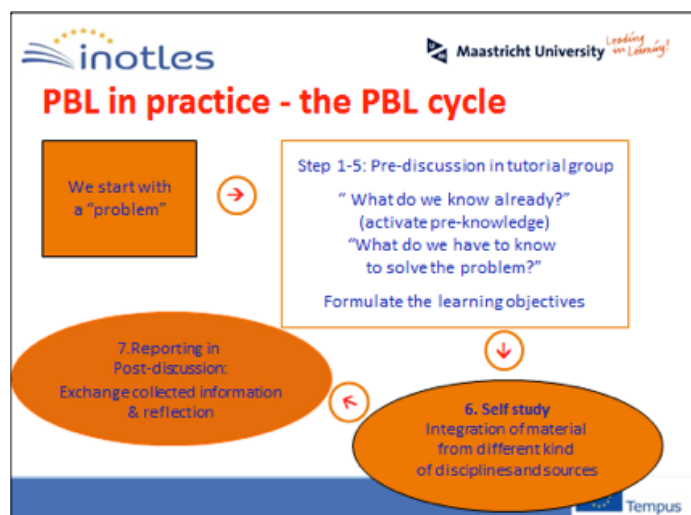 inotles
Maastricht University
Leading
in Learning!
PBL in practice - the PBL cycle
We start with
a “problem”
Step 1-5: Pre-discussion in tutorial group
“ What do we know already?”
(activate pre-knowledge)
“What do we have to know
to solve the problem?”
Formulate the learning objectives
7.Reporting in
Post-discussion:
Exchange collected information
& reflection
6. Self study
Integration of material
from different kind
of disciplines and sources
Tempus